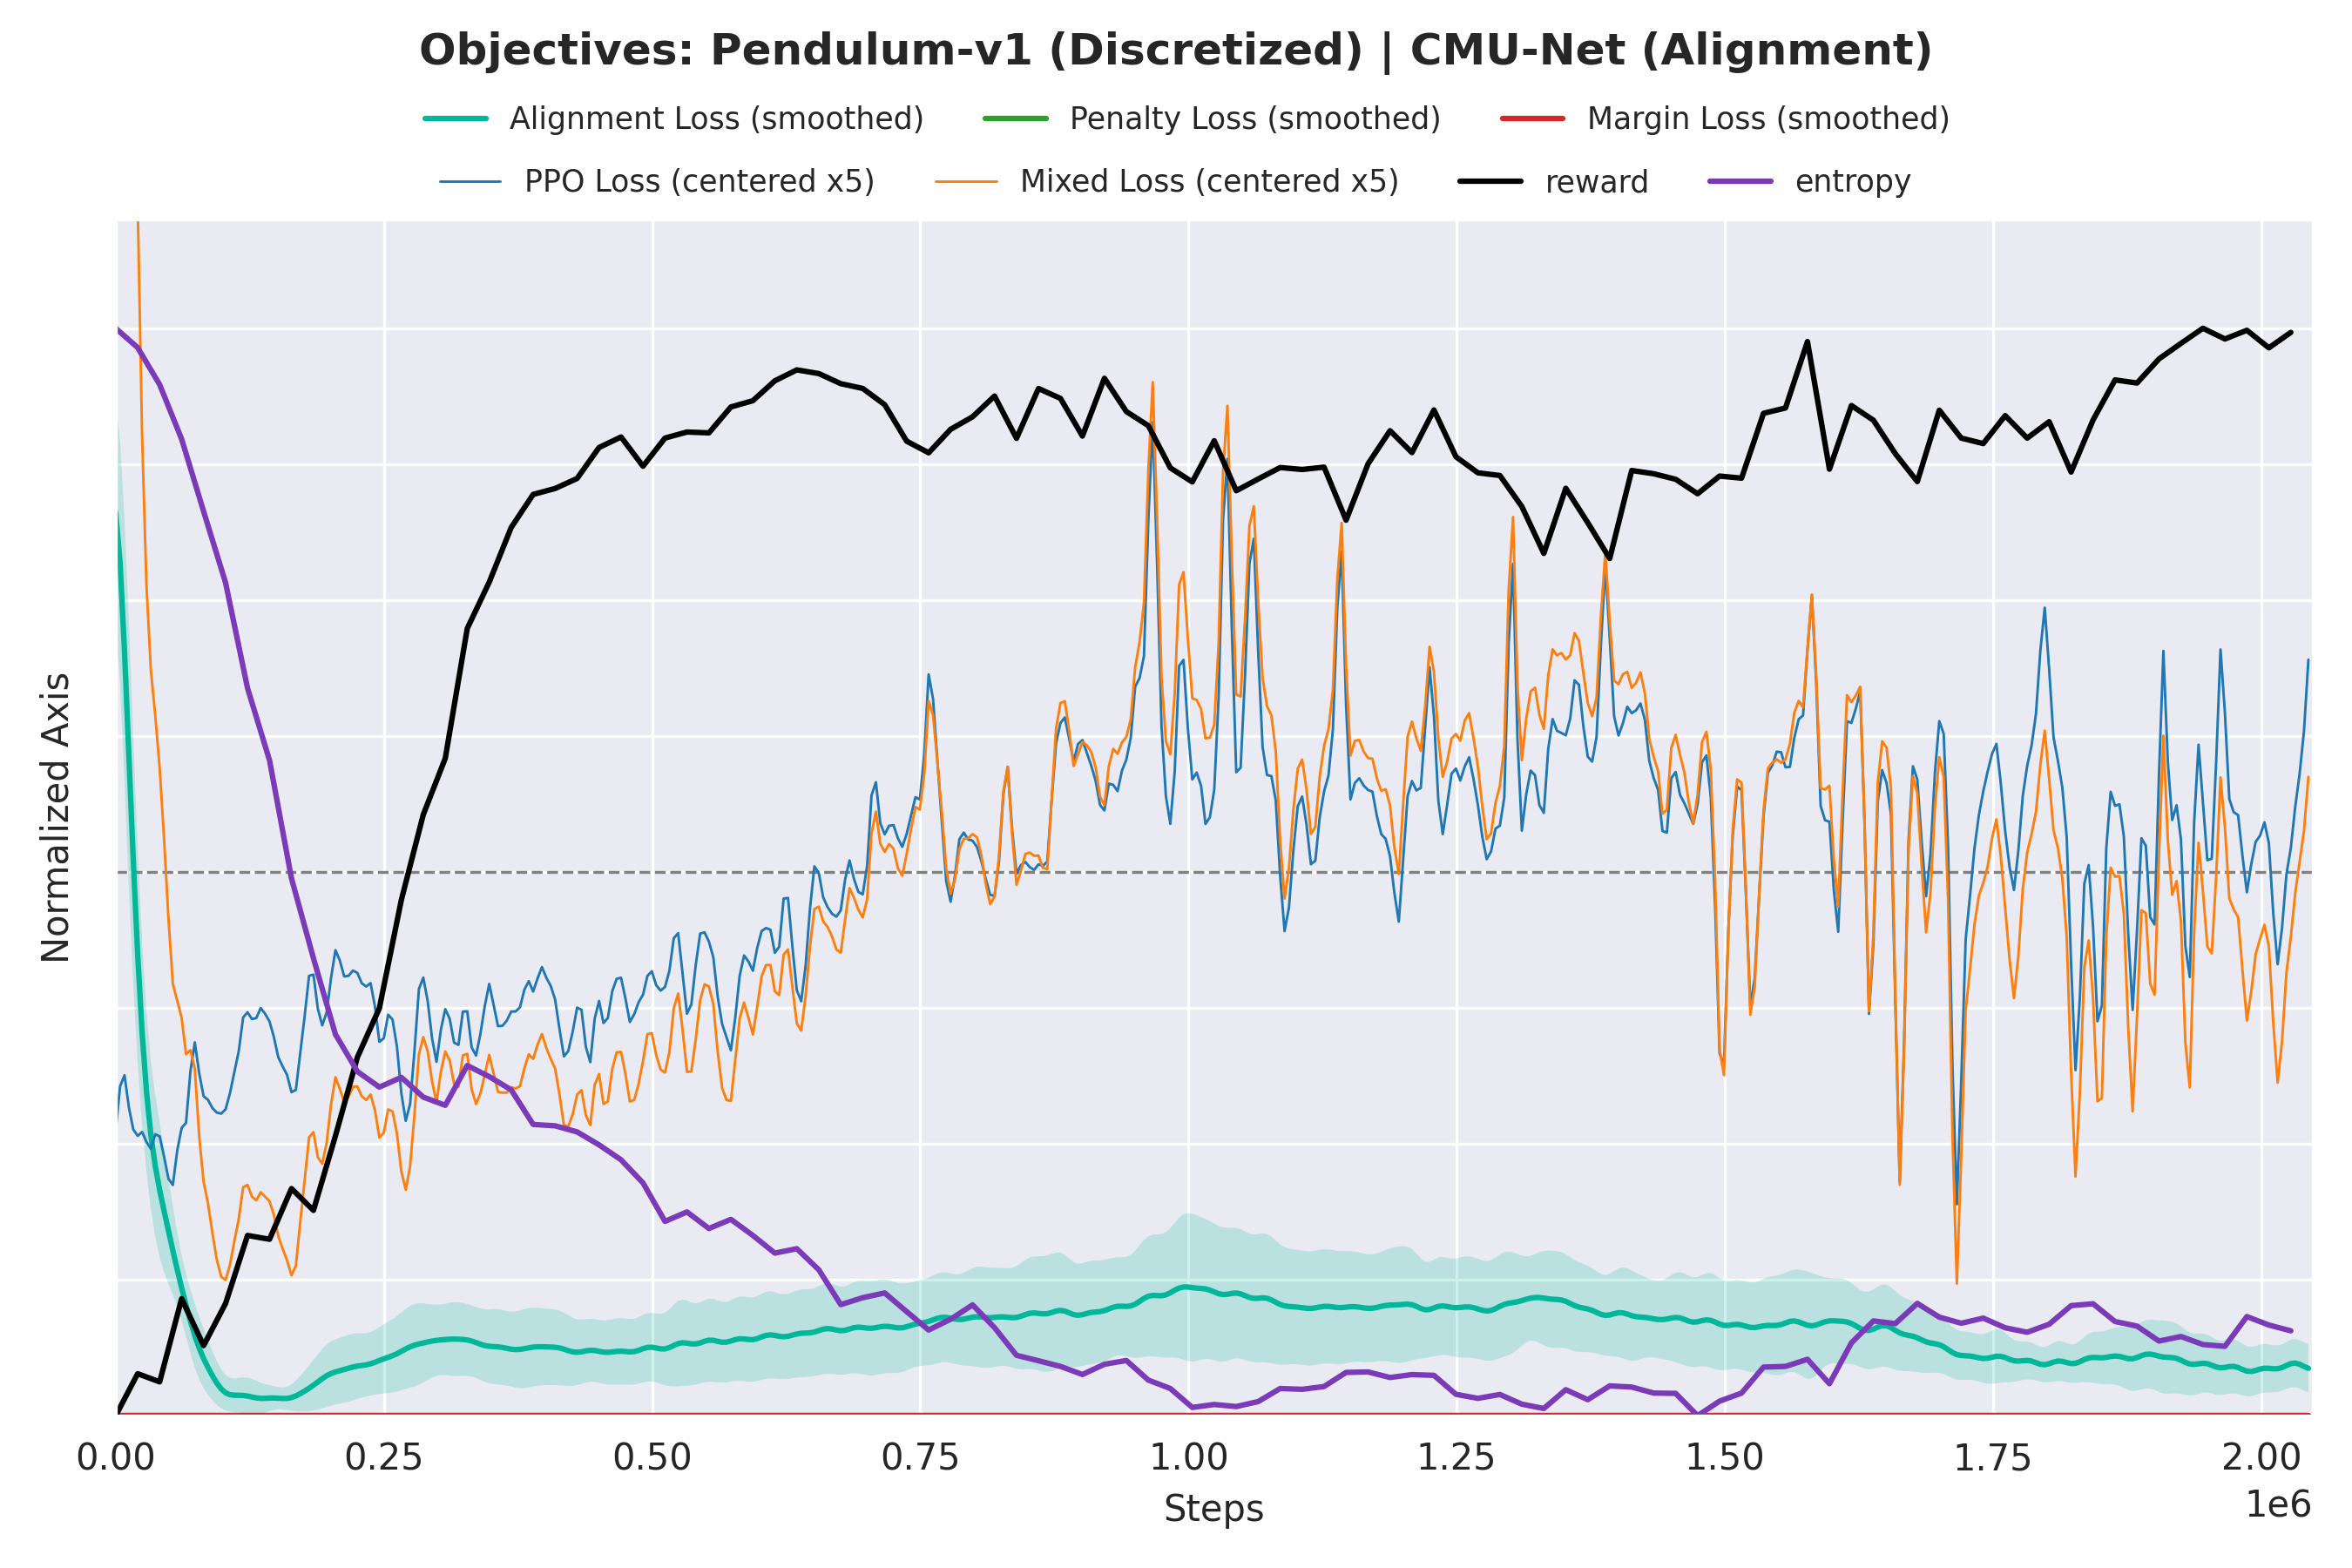 Objectives: Pendulum-v1 (Discretized) | CMU-Net (Alignment)
Alignment Loss (smoothed) Penalty Loss (smoothed) Margin Loss (smoothed)
PPO Loss (centered x5) Mixed Loss (centered x5) reward entropy
Normalized Axis
0.00 0.25 0.50 0.75 1.00 1.25 1.50 1.75 2.00
Steps
1e6